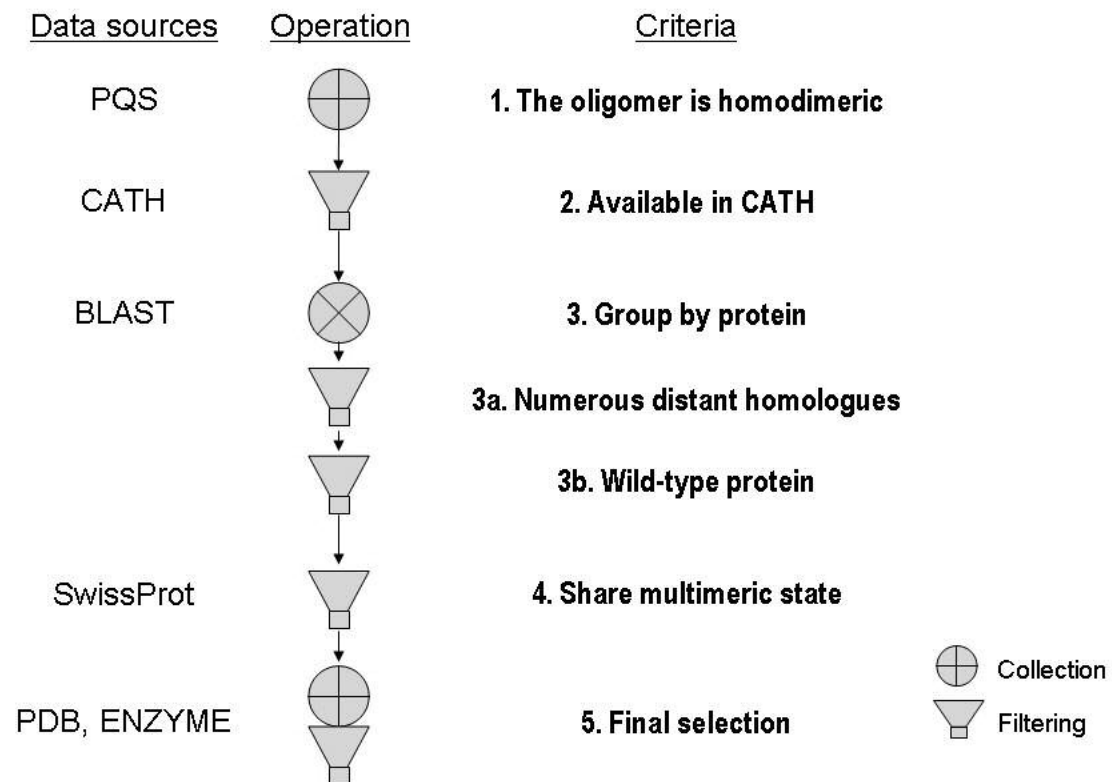 Data sources Operation Criteria
PQS 1. The oligomer is homodimeric
CATH 2. Available in CATH
BLAST 3. Group by protein
3a. Numerous distant homologues
3b. Wild-type protein
SwissProt 4. Share multimeric state
Collection
PDB, ENZYME 5. Final selection
Filtering